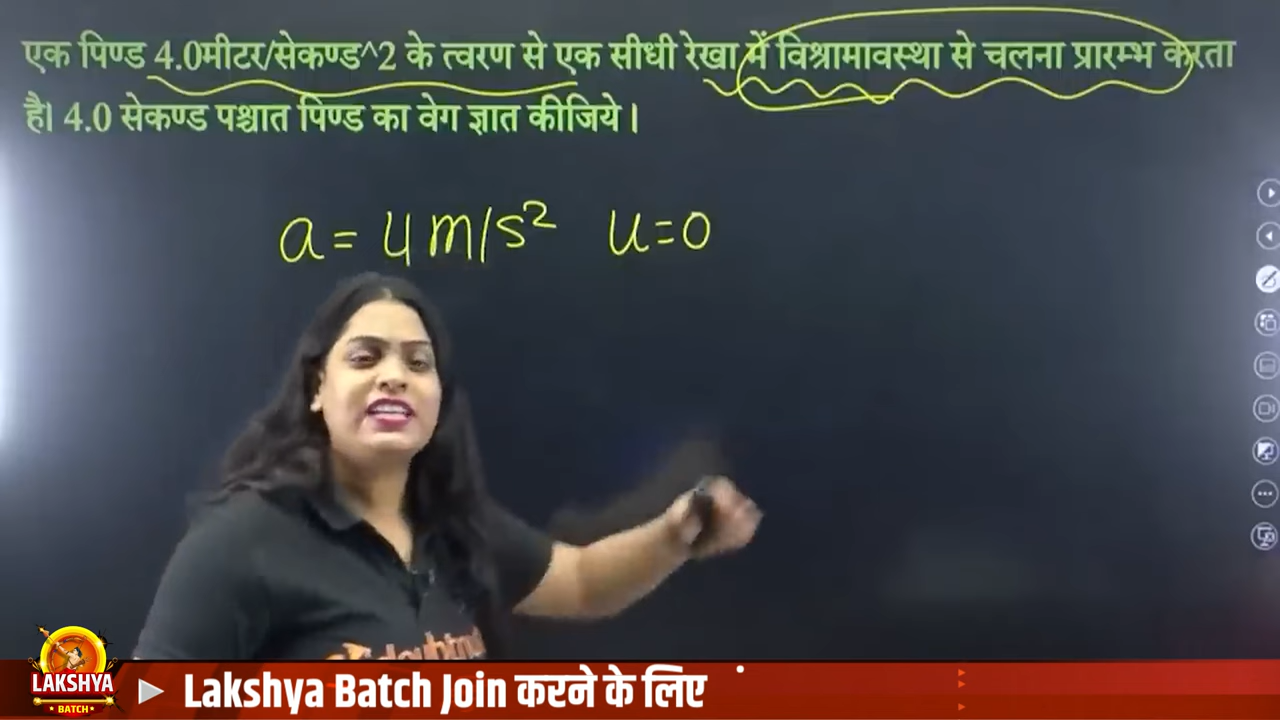 एक पिण्ड 4.0मीटर/सेकण्ड^2 के त्वरण से एक सीधी रेखा में विश्रामावस्था से चलना प्रारम्भ करता
है। 4.0 सेकण्ड पश्चात पिण्ड का वेग ज्ञात कीजिये।
a = 4 m/s² u=0
doubtnut
LAKSHYA
BATCH
Lakshya Batch Join करने के लिए